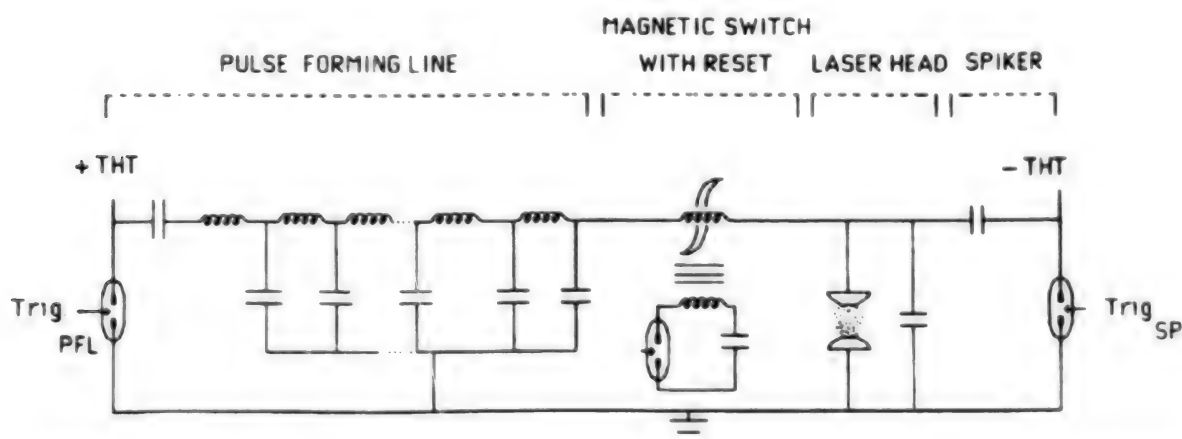 MAGNETIC SWITCH
PULSE FORMING LINE WITH RESET LASER HEAD SPIKER
+ THT
- THT
Trig PFL
Trig SP